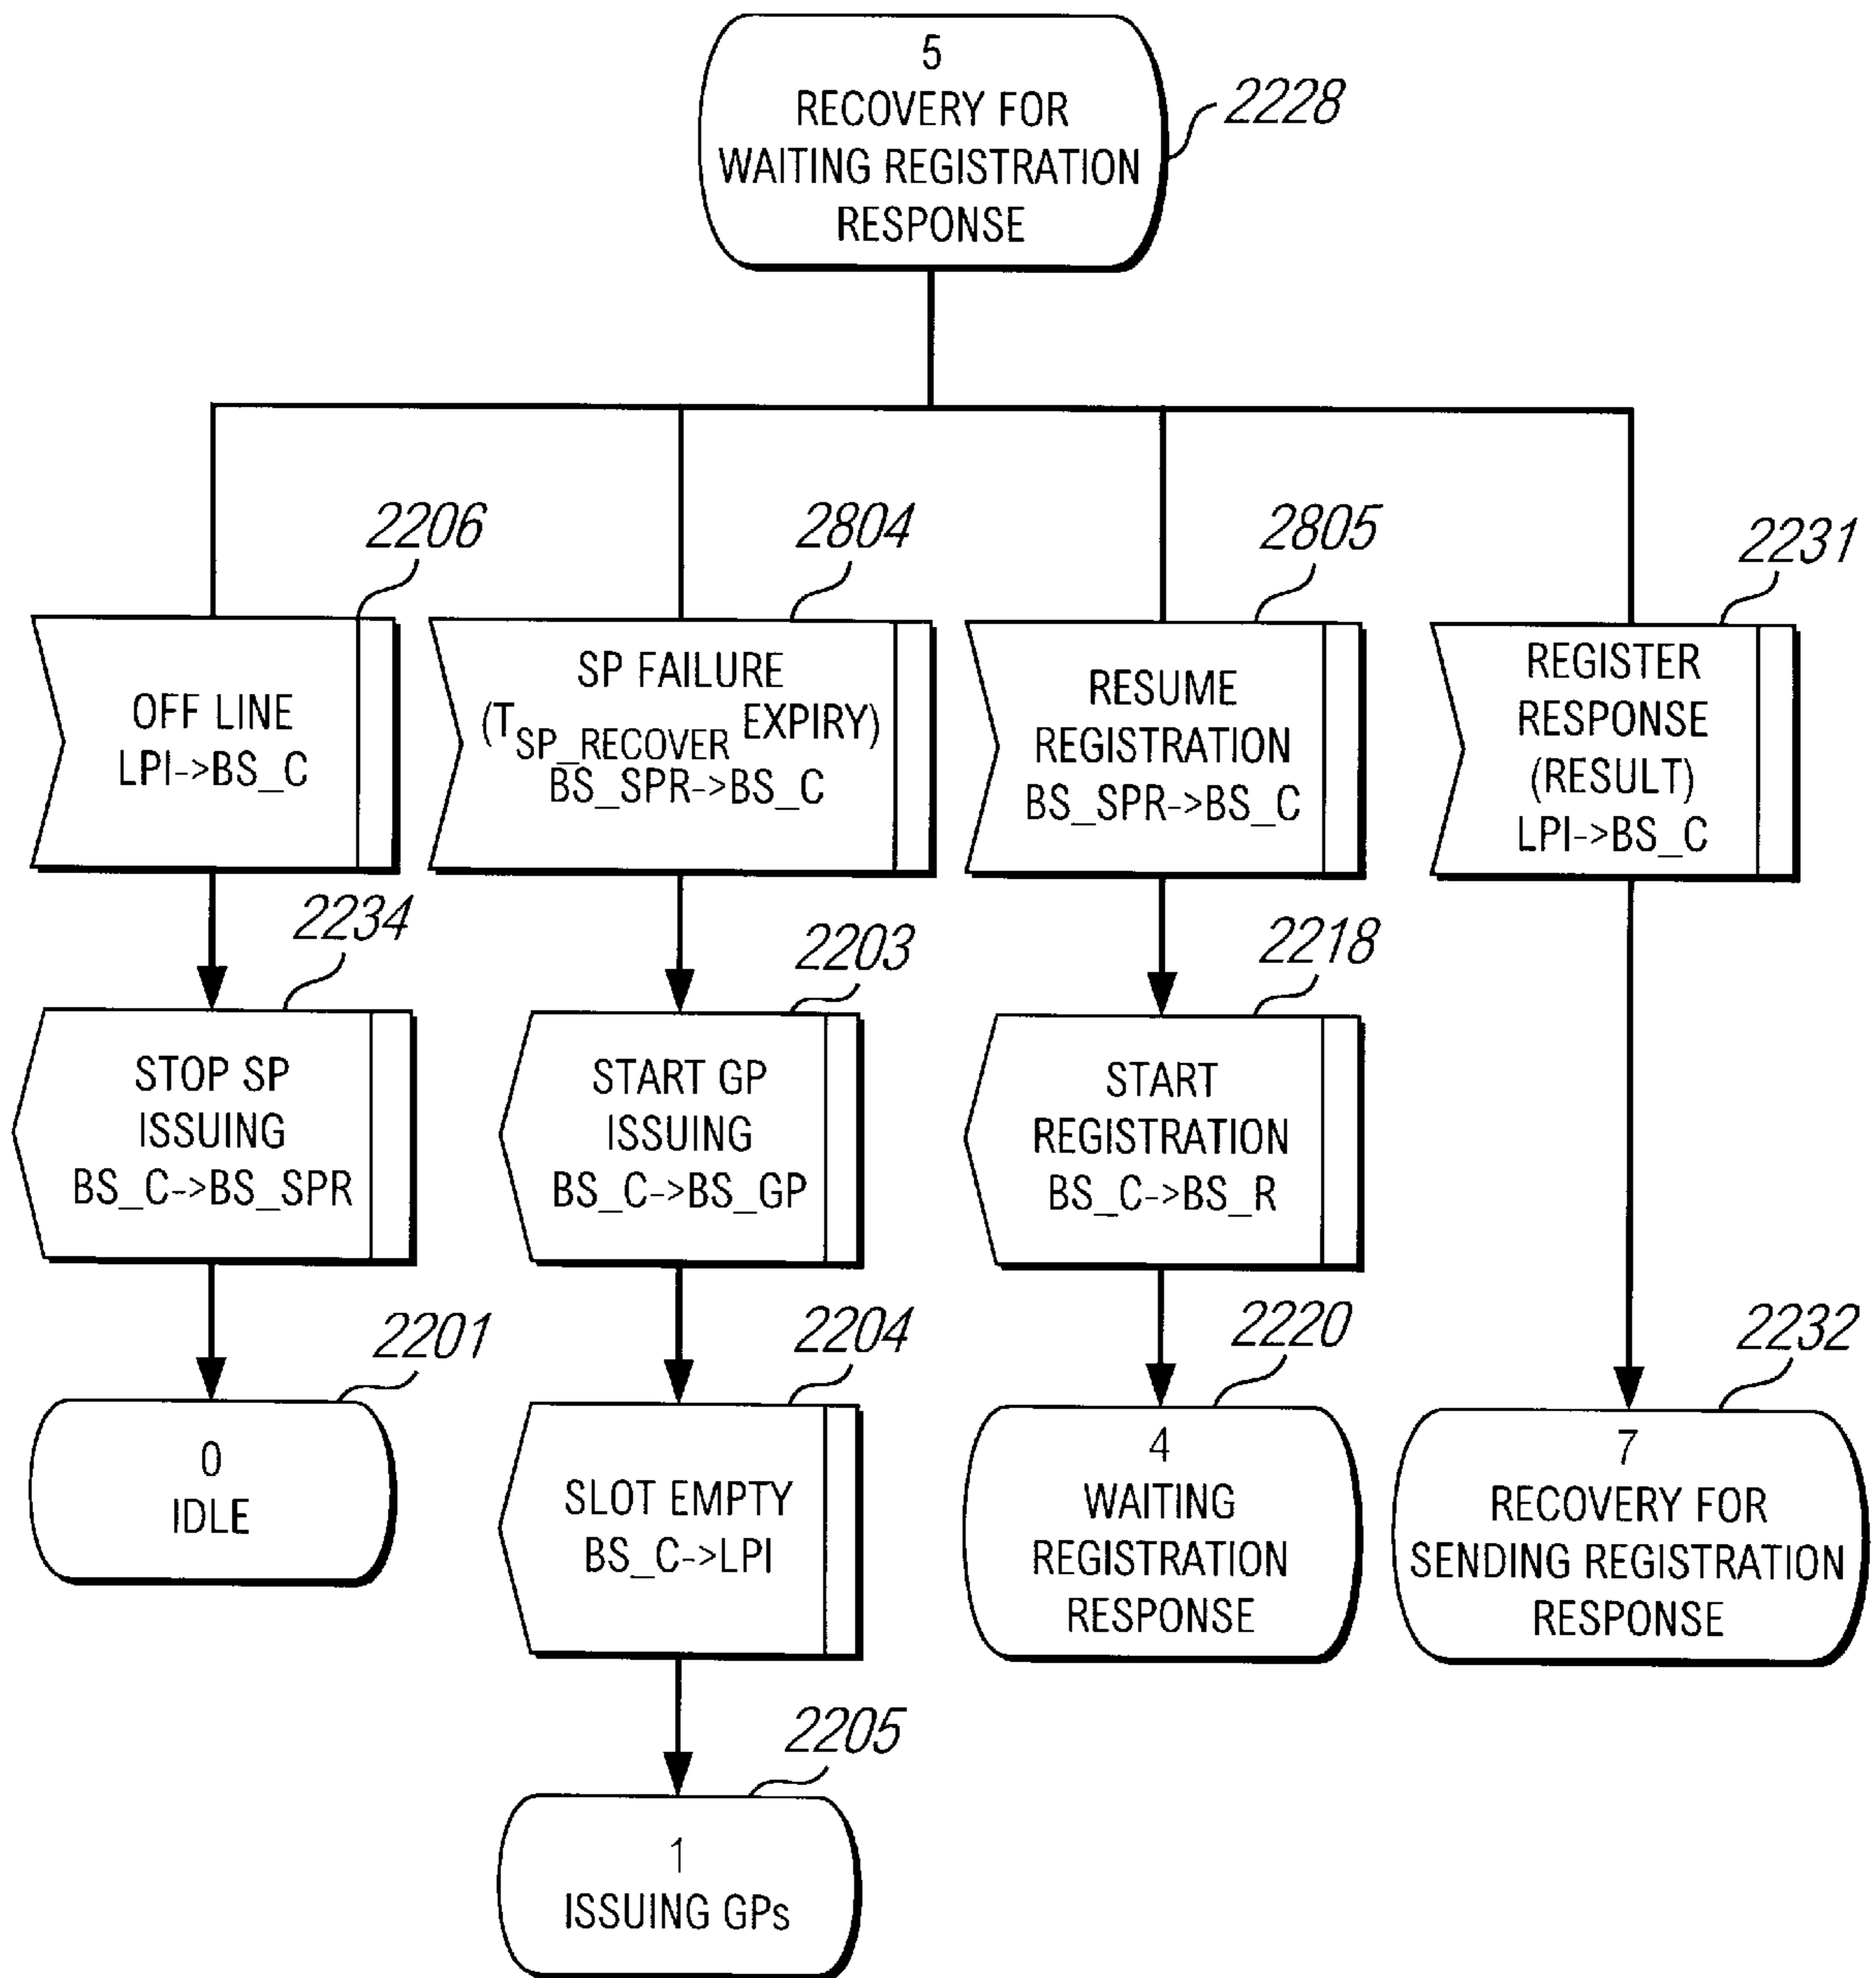 5
RECOVERY FOR
WAITING REGISTRATION
RESPONSE
2228
2206
OFF LINE
LPI->BS_C
2804
SP FAILURE
(T_SP_RECOVER EXPIRY)
BS_SPR->BS_C
2805
RESUME
REGISTRATION
BS_SPR->BS_C
2231
REGISTER
RESPONSE
(RESULT)
LPI->BS_C
2234
STOP SP
ISSUING
BS_C->BS_SPR
2203
START GP
ISSUING
BS_C->BS_GP
2218
START
REGISTRATION
BS_C->BS_R
2201
0
IDLE
2204
SLOT EMPTY
BS_C->LPI
2220
4
WAITING
REGISTRATION
RESPONSE
2232
7
RECOVERY FOR
SENDING REGISTRATION
RESPONSE
2205
1
ISSUING GPs